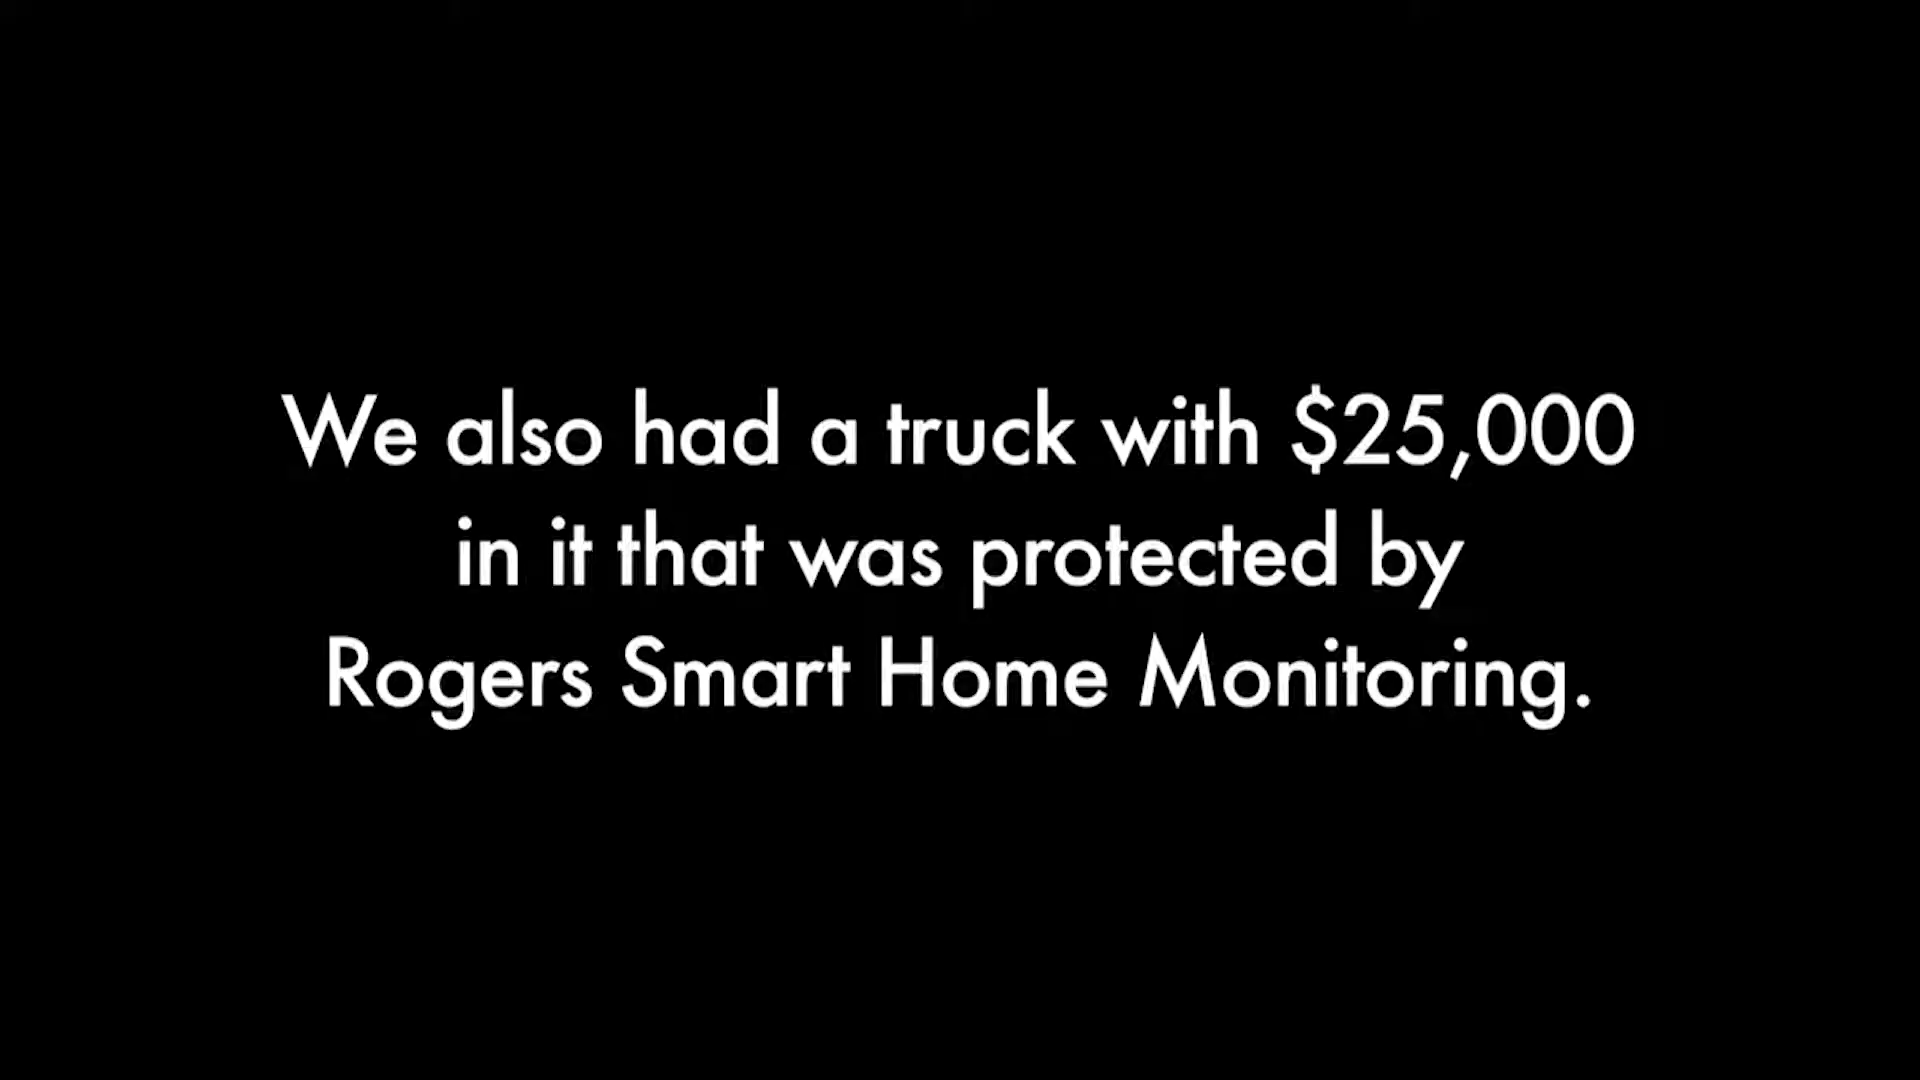 We also had a truck with $25,000
in it that was protected by
Rogers Smart Home Monitoring.